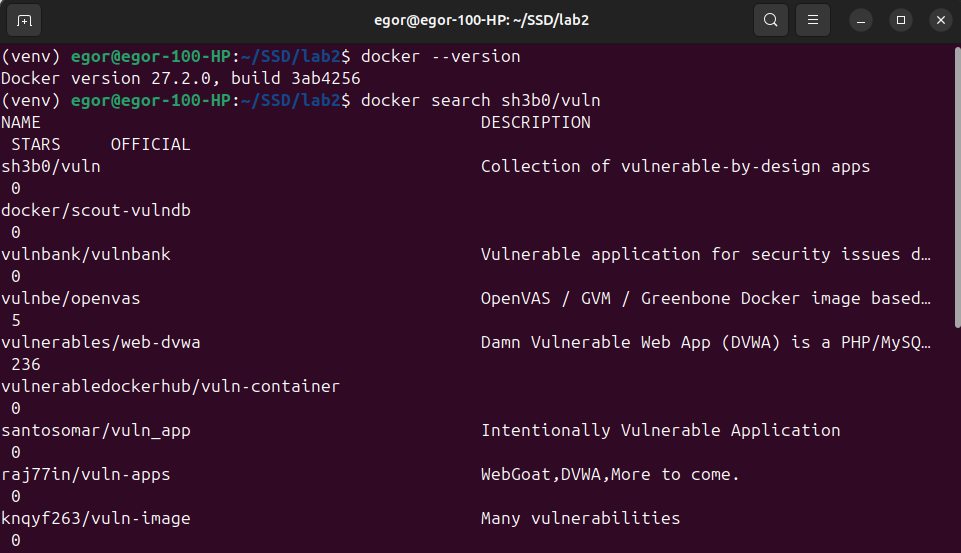 egor@egor-100-HP: ~/SSD/lab2
(venv) egor@egor-100-HP:~/SSD/lab2$ docker --version
Docker version 27.2.0, build 3ab4256
(venv) egor@egor-100-HP:~/SSD/lab2$ docker search sh3b0/vuln
NAME DESCRIPTION
STARS OFFICIAL
sh3b0/vuln Collection of vulnerable-by-design apps
0
docker/scout-vulndb
0
vulnbank/vulnbank Vulnerable application for security issues d…
0
vulnbe/openvas OpenVAS / GVM / Greenbone Docker image based…
5
vulnerables/web-dvwa Damn Vulnerable Web App (DVWA) is a PHP/MySQ…
236
vulnerabledockerhub/vuln-container
0
santosomar/vuln_app Intentionally Vulnerable Application
0
raj77in/vuln-apps WebGoat,DVWA,More to come.
0
knqyf263/vuln-image Many vulnerabilities
0